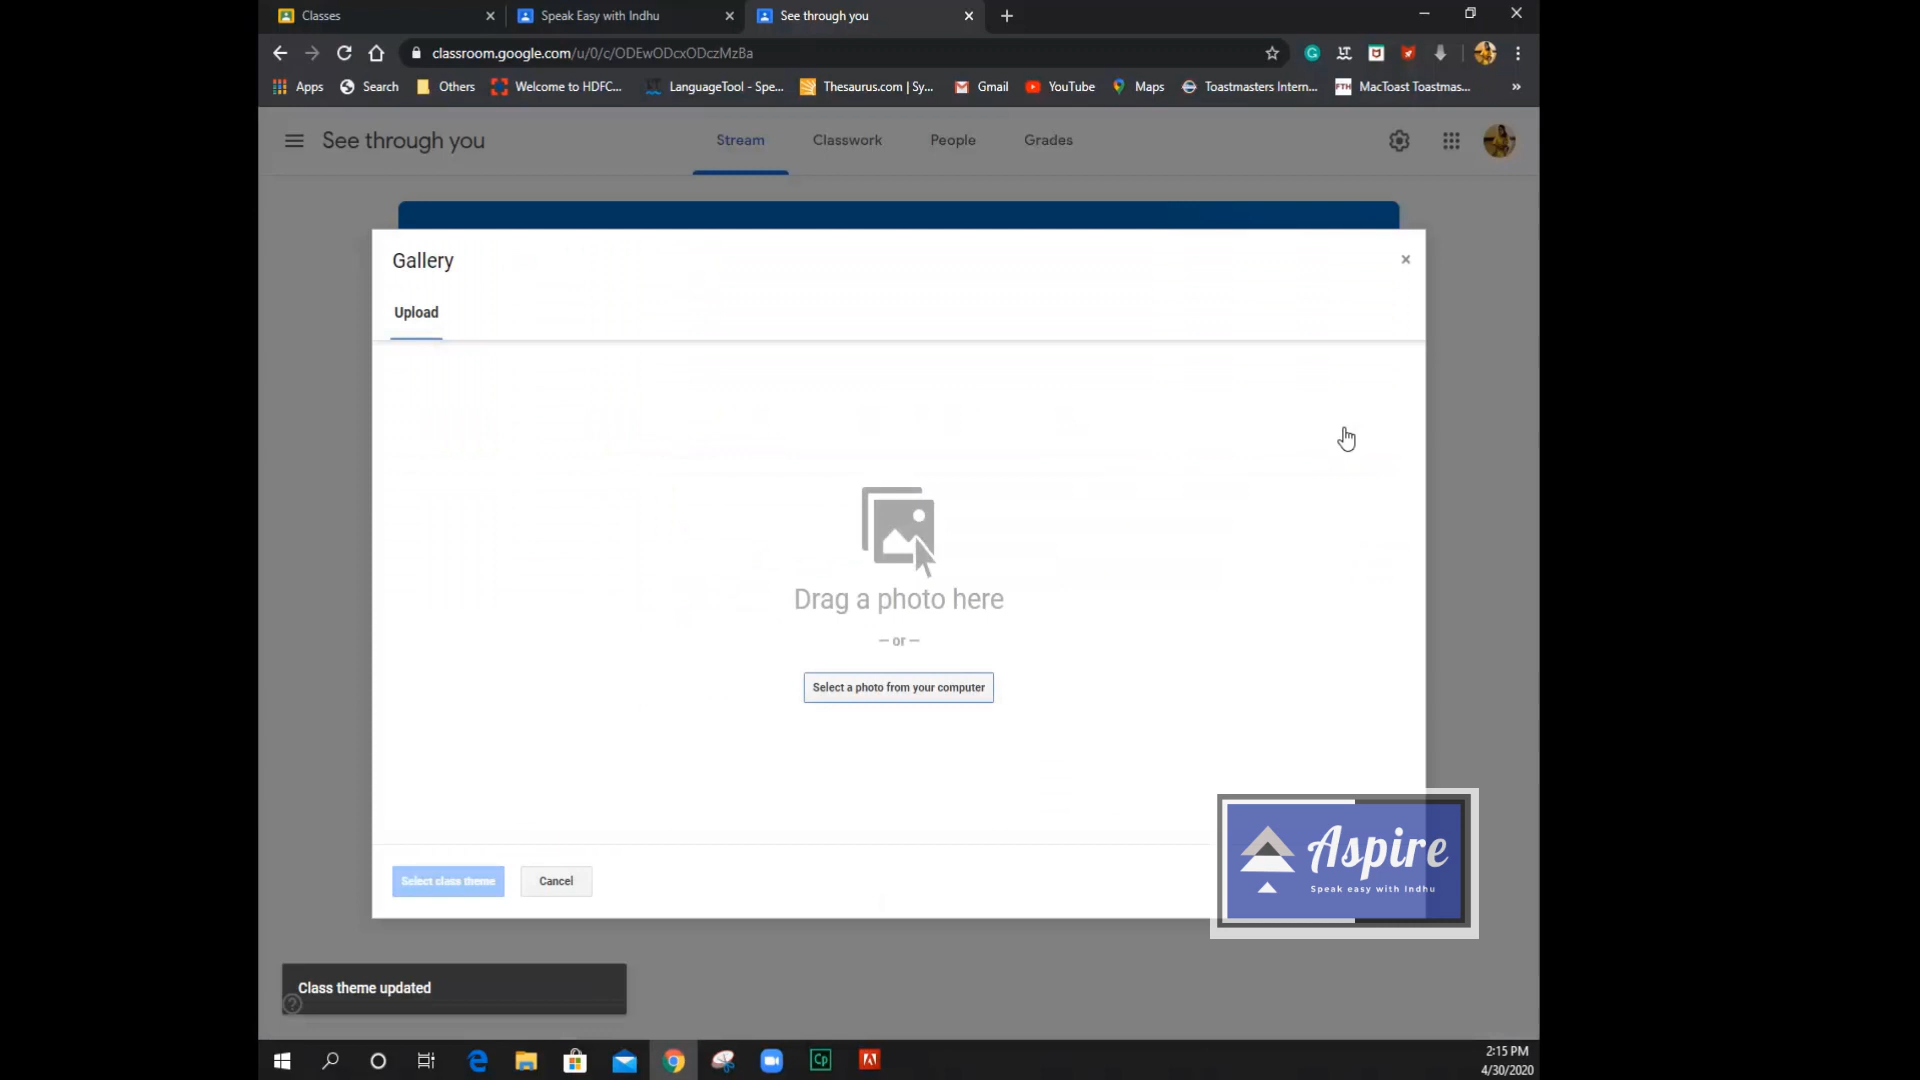 Classes
Speak Easy with Indhu
See through you
classroom.google.com/u/0/c/ODEwODcxODczMzBa
Apps
Search
Others
Welcome to HDFC...
LanguageTool - Spe...
Thesaurus.com | Sy...
Gmail
YouTube
Maps
Toastmasters Intern...
MacToast Toastmas...
See through you
Stream
Classwork
People
Grades
Gallery
Upload
Drag a photo here
— or —
Select a photo from your computer
Select class theme
Cancel
Aspire
Speak easy with Indhu
Class theme updated
2:15 PM
4/30/2020